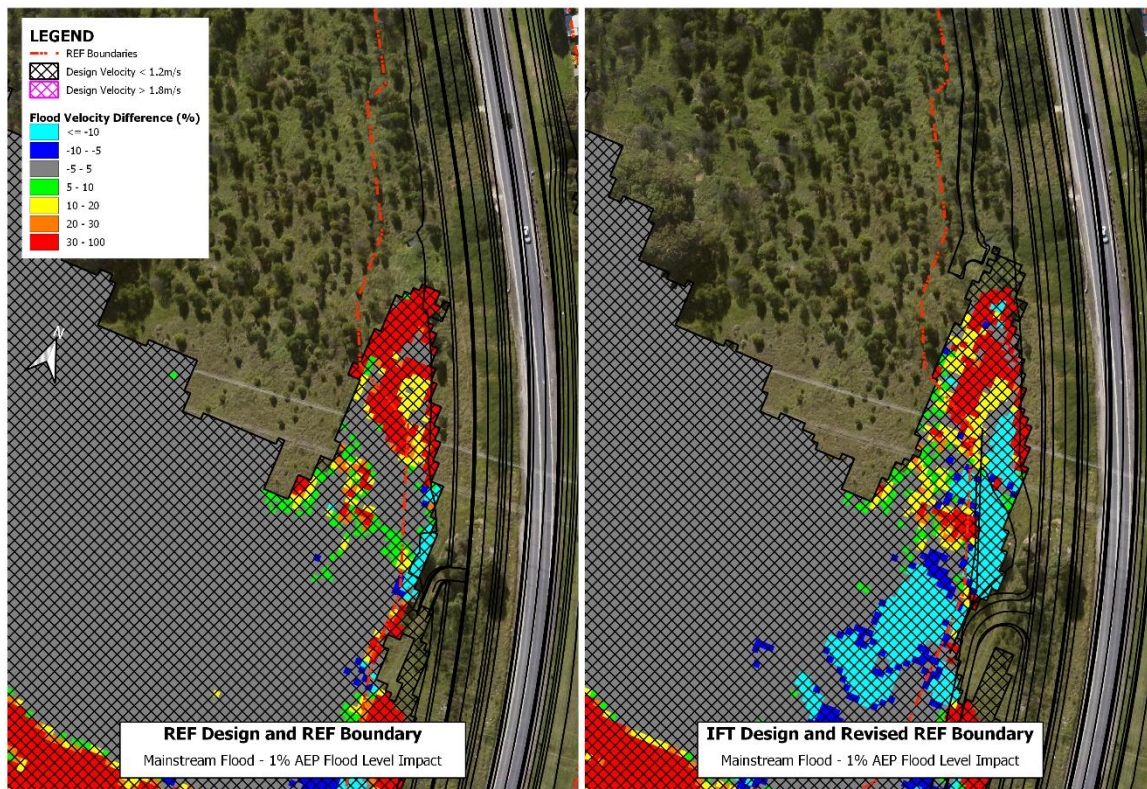 LEGEND
REF Boundaries
Design Velocity < 1.2m/s
Design Velocity > 1.8m/s
Flood Velocity Difference (%)
<= -10
-10 - -5
-5 - 5
5 - 10
10 - 20
20 - 30
30 - 100
N
REF Design and REF Boundary
Mainstream Flood - 1% AEP Flood Level Impact
IFT Design and Revised REF Boundary
Mainstream Flood - 1% AEP Flood Level Impact